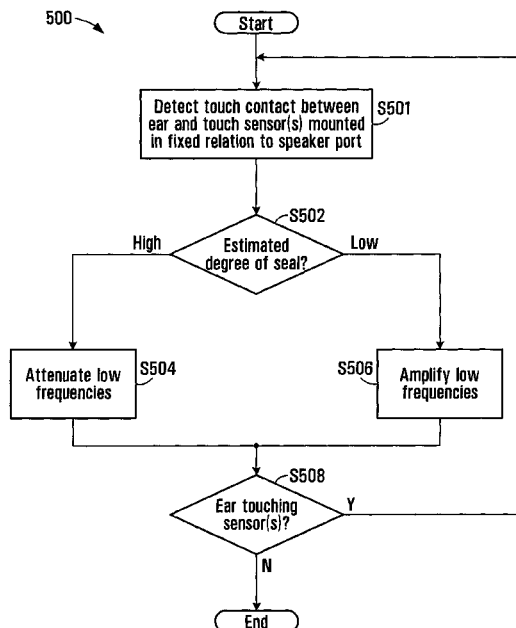 500
Start
Detect touch contact between
ear and touch sensor(s) mounted
in fixed relation to speaker port
S501
S502
High
Estimated
degree of seal?
Low
Attenuate low
frequencies
S504
S506
Amplify low
frequencies
S508
Ear touching
sensor(s)?
Y
N
End